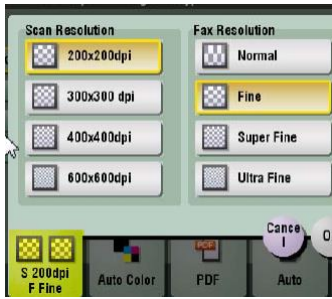 Scan Resolution
200x200dpi
300x300 dpi
400x400dpi
600x600dpi
Fax Resolution
Normal
Fine
Super Fine
Ultra Fine
Cance
l
O
S 200dpi
F Fine
Auto Color
PDF
PDF
Auto